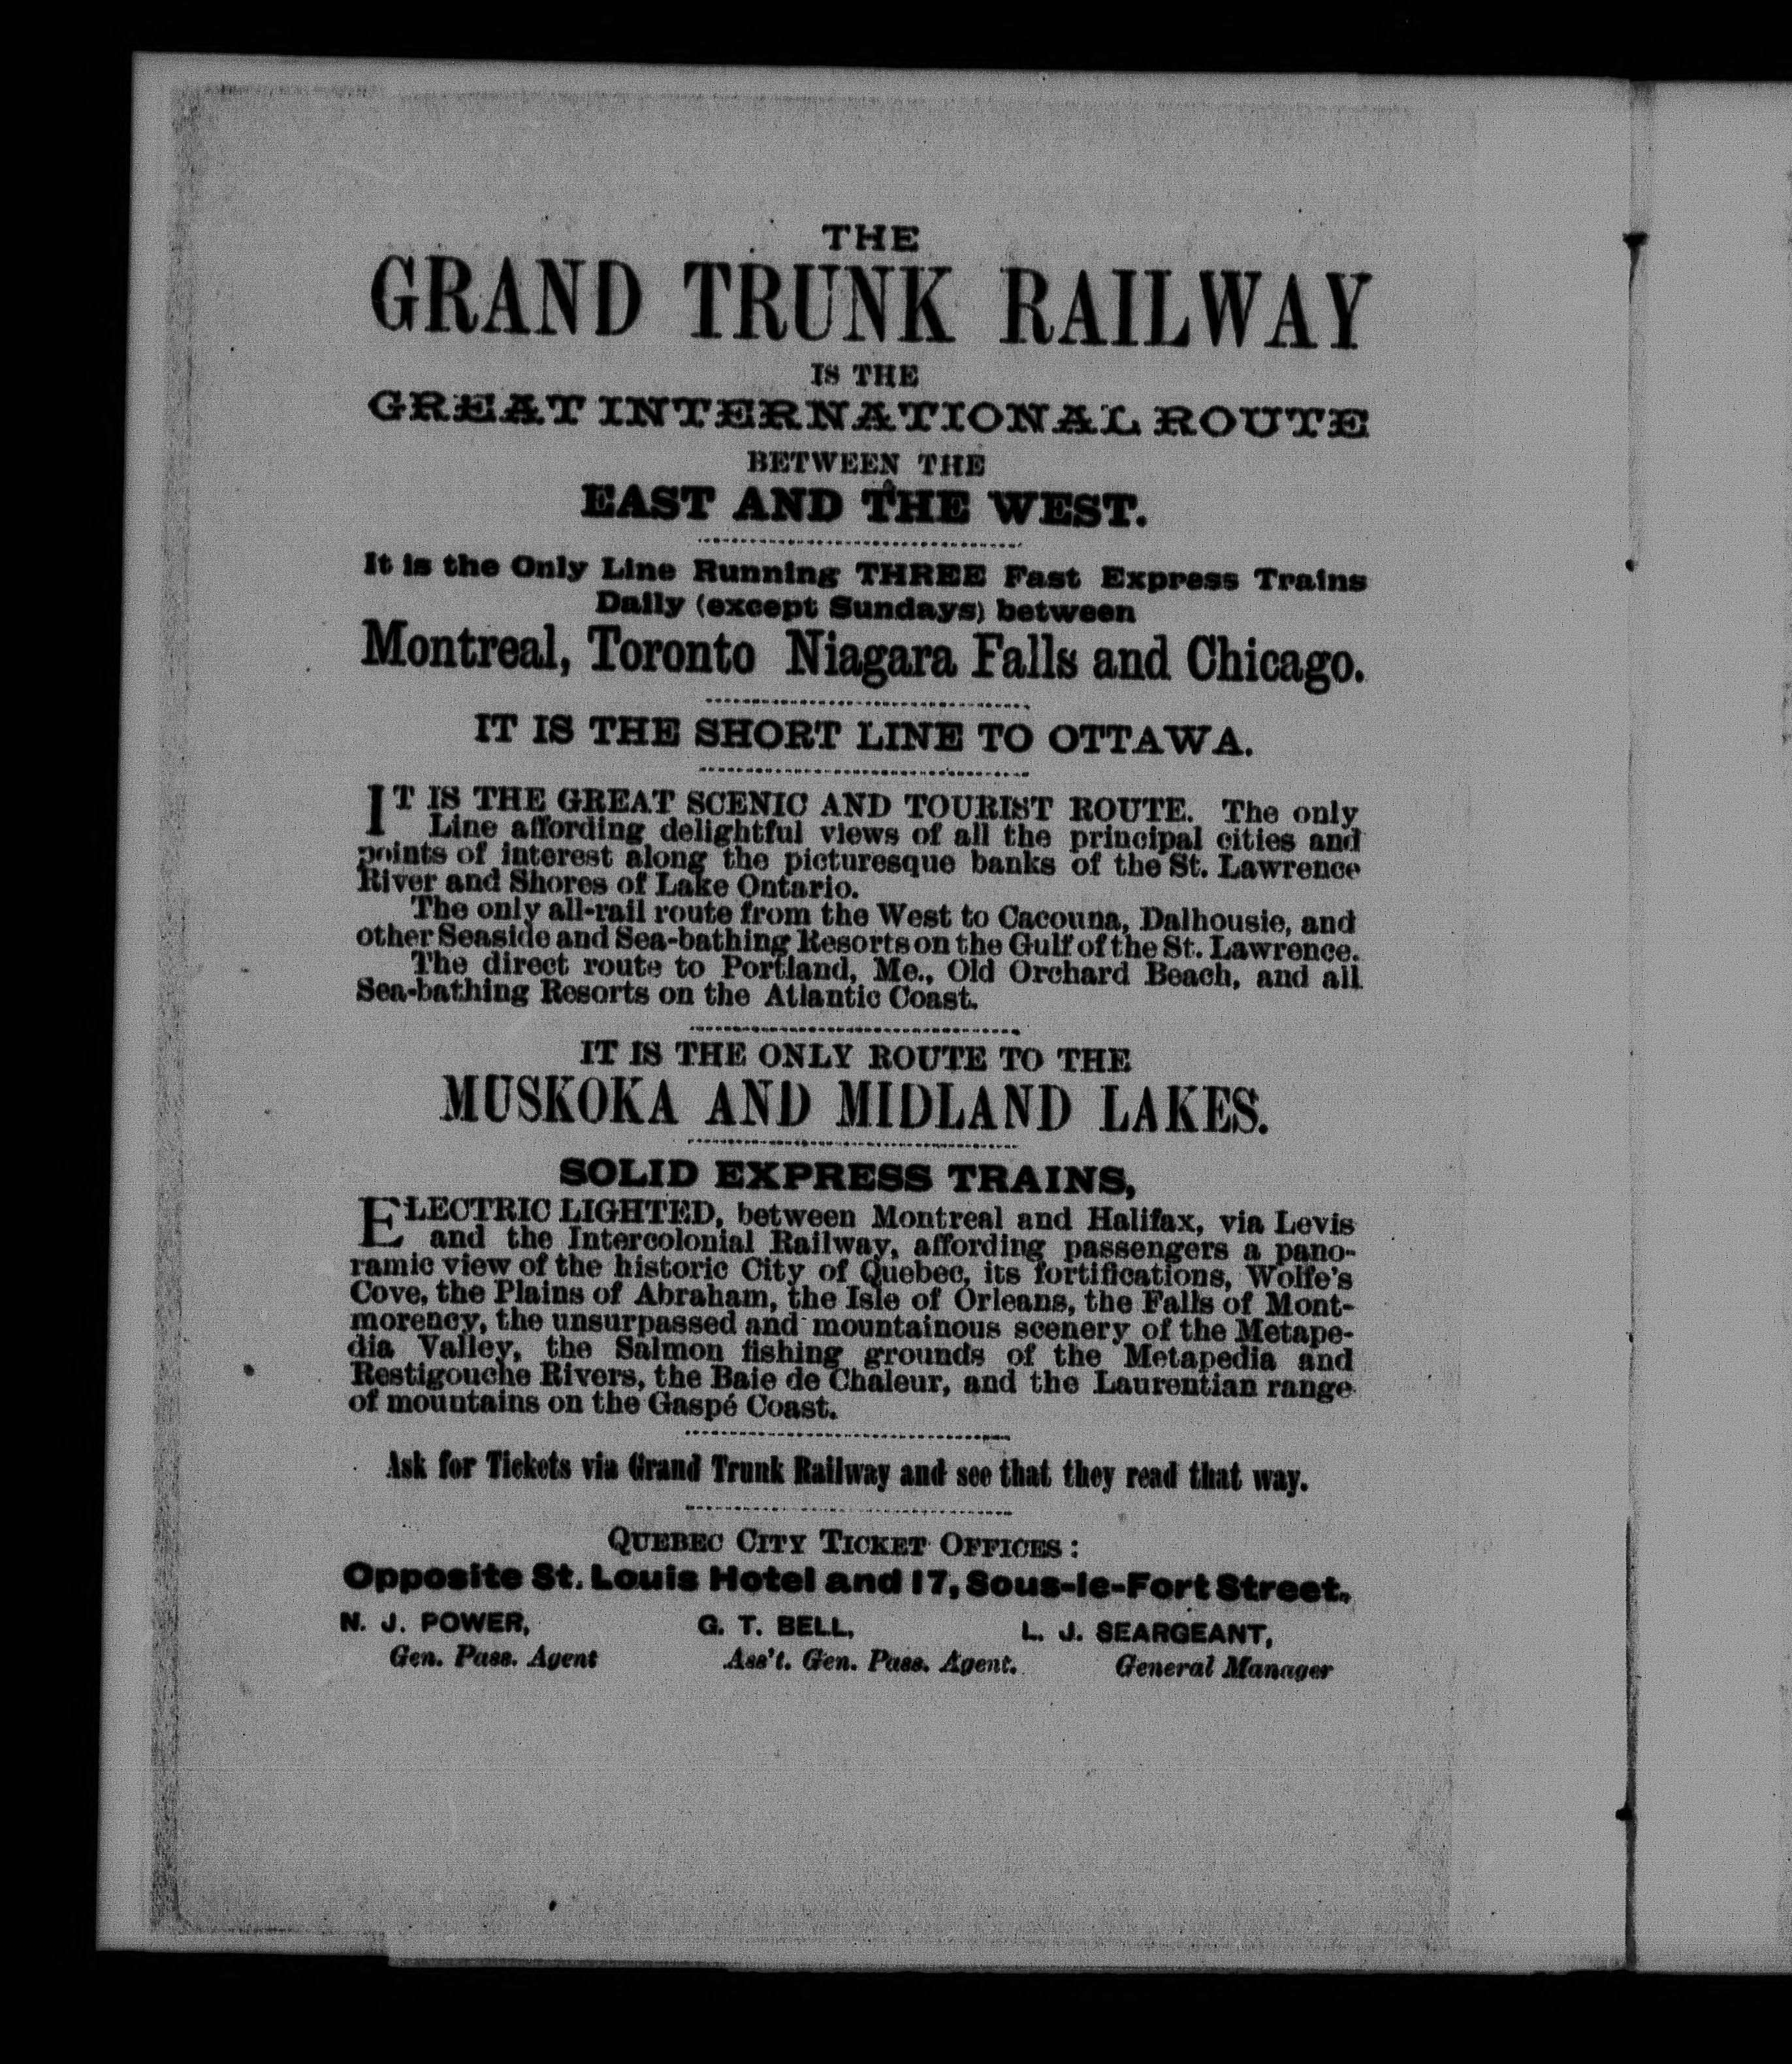 THE
GRAND TRUNK RAILWAY
IS THE
GREAT INTERNATIONAL ROUTE
BETWEEN THE
EAST AND THE WEST.
It is the Only Line Running THREE Fast Express Trains
Daily (except Sundays) between
Montreal, Toronto Niagara Falls and Chicago.
IT IS THE SHORT LINE TO OTTAWA.
IT IS THE GREAT SCENIC AND TOURIST ROUTE. The only
Line affording delightful views of all the principal cities and
points of interest along the picturesque banks of the St. Lawrence
River and Shores of Lake Ontario.
The only all-rail route from the West to Cacouna, Dalhousie, and
other Seaside and Sea-bathing Resorts on the Gulf of the St. Lawrence.
The direct route to Portland, Me., Old Orchard Beach, and all
Sea-bathing Resorts on the Atlantic Coast.
IT IS THE ONLY ROUTE TO THE
MUSKOKA AND MIDLAND LAKES.
SOLID EXPRESS TRAINS,
ELECTRIC LIGHTED, between Montreal and Halifax, via Levis
and the Intercolonial Railway, affording passengers a pano-
ramic view of the historic City of Quebec, its fortifications, Wolfe's
Cove, the Plains of Abraham, the Isle of Orleans, the Falls of Mont-
morency, the unsurpassed and mountainous scenery of the Metape-
dia Valley, the Salmon fishing grounds of the Metapedia and
Restigouche Rivers, the Baie de Chaleur, and the Laurentian range
of mountains on the Gaspé Coast.
Ask for Tickets via Grand Trunk Railway and see that they read that way.
QUEBEC CITY TICKET OFFICES:
Opposite St. Louis Hotel and 17, Sous-le-Fort Street.
N. J. POWER, G. T. BELL, L. J. SEARGEANT,
Gen. Pass. Agent Ass't. Gen. Pass. Agent. General Manager